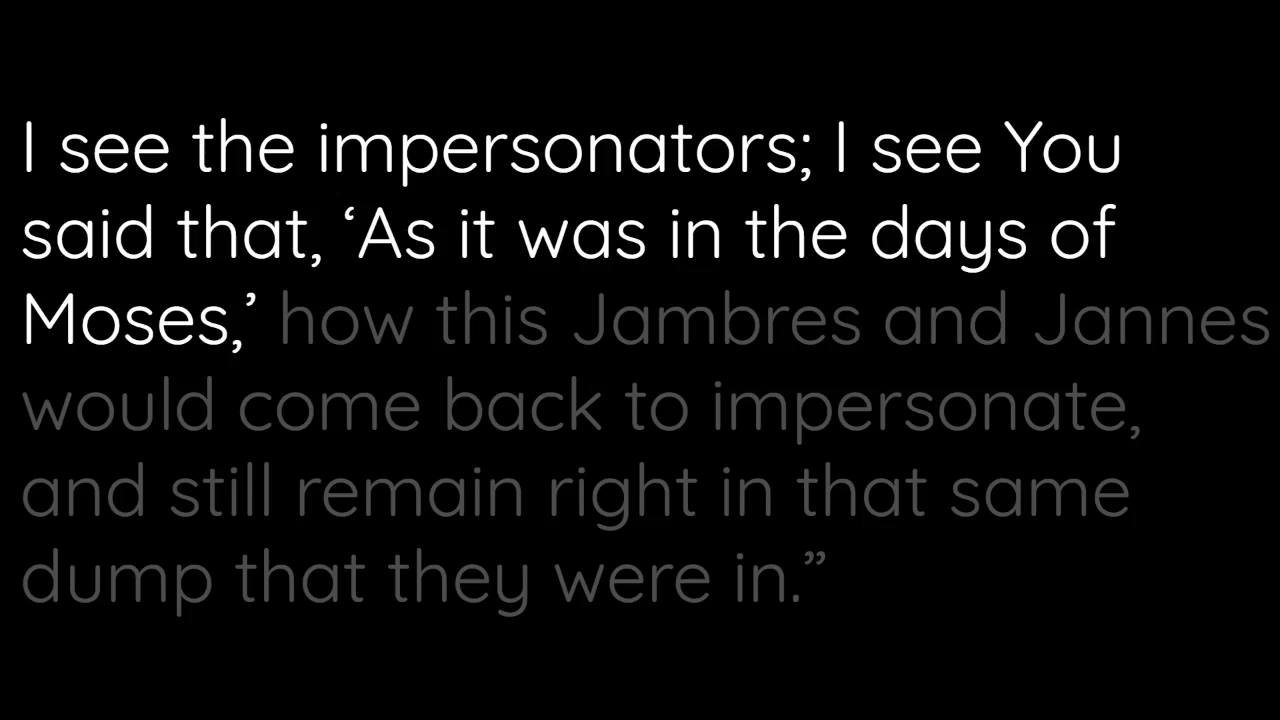 I see the impersonators; I see You
said that, ‘As it was in the days of
Moses,’ how this Jambres and Jannes
would come back to impersonate,
and still remain right in that same
dump that they were in.”